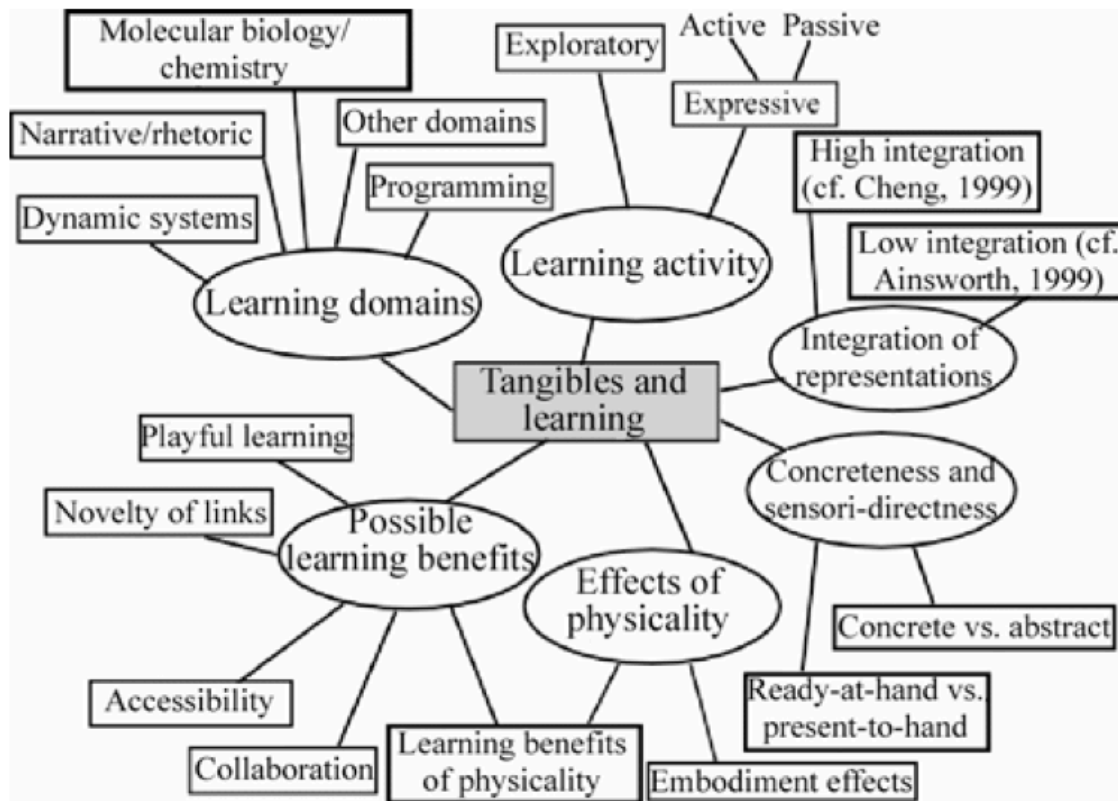 Molecular biology/
chemistry
Exploratory
Active Passive
Expressive
Narrative/rhetoric
Other domains
High integration
(cf. Cheng, 1999)
Programming
Dynamic systems
Low integration (cf.
Ainsworth, 1999)
Learning activity
Learning domains
Integration of
representations
Tangibles and
learning
Playful learning
Concreteness and
sensori-directness
Novelty of links
Possible
learning benefits
Effects of
physicality
Concrete vs. abstract
Accessibility
Ready-at-hand vs.
present-to-hand
Collaboration
Learning benefits
of physicality
Embodiment effects